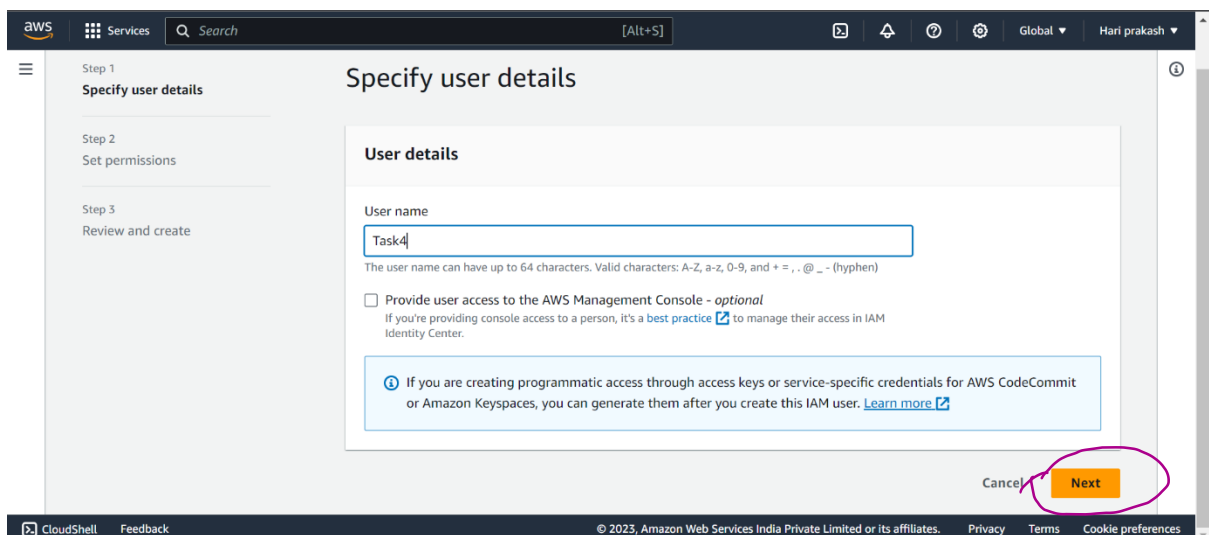 aws
Services
Search
[Alt+S]
Global ▼
Hari prakash ▼
Step 1
Specify user details
Step 2
Set permissions
Step 3
Review and create
Specify user details
User details
User name
Task4
The user name can have up to 64 characters. Valid characters: A-Z, a-z, 0-9, and + = , . @ _ - (hyphen)
Provide user access to the AWS Management Console - optional
If you're providing console access to a person, it's a best practice to manage their access in IAM
Identity Center.
If you are creating programmatic access through access keys or service-specific credentials for AWS CodeCommit
or Amazon Keyspaces, you can generate them after you create this IAM user. Learn more
Cancel
Next
CloudShell
Feedback
© 2023, Amazon Web Services India Private Limited or its affiliates.
Privacy
Terms
Cookie preferences